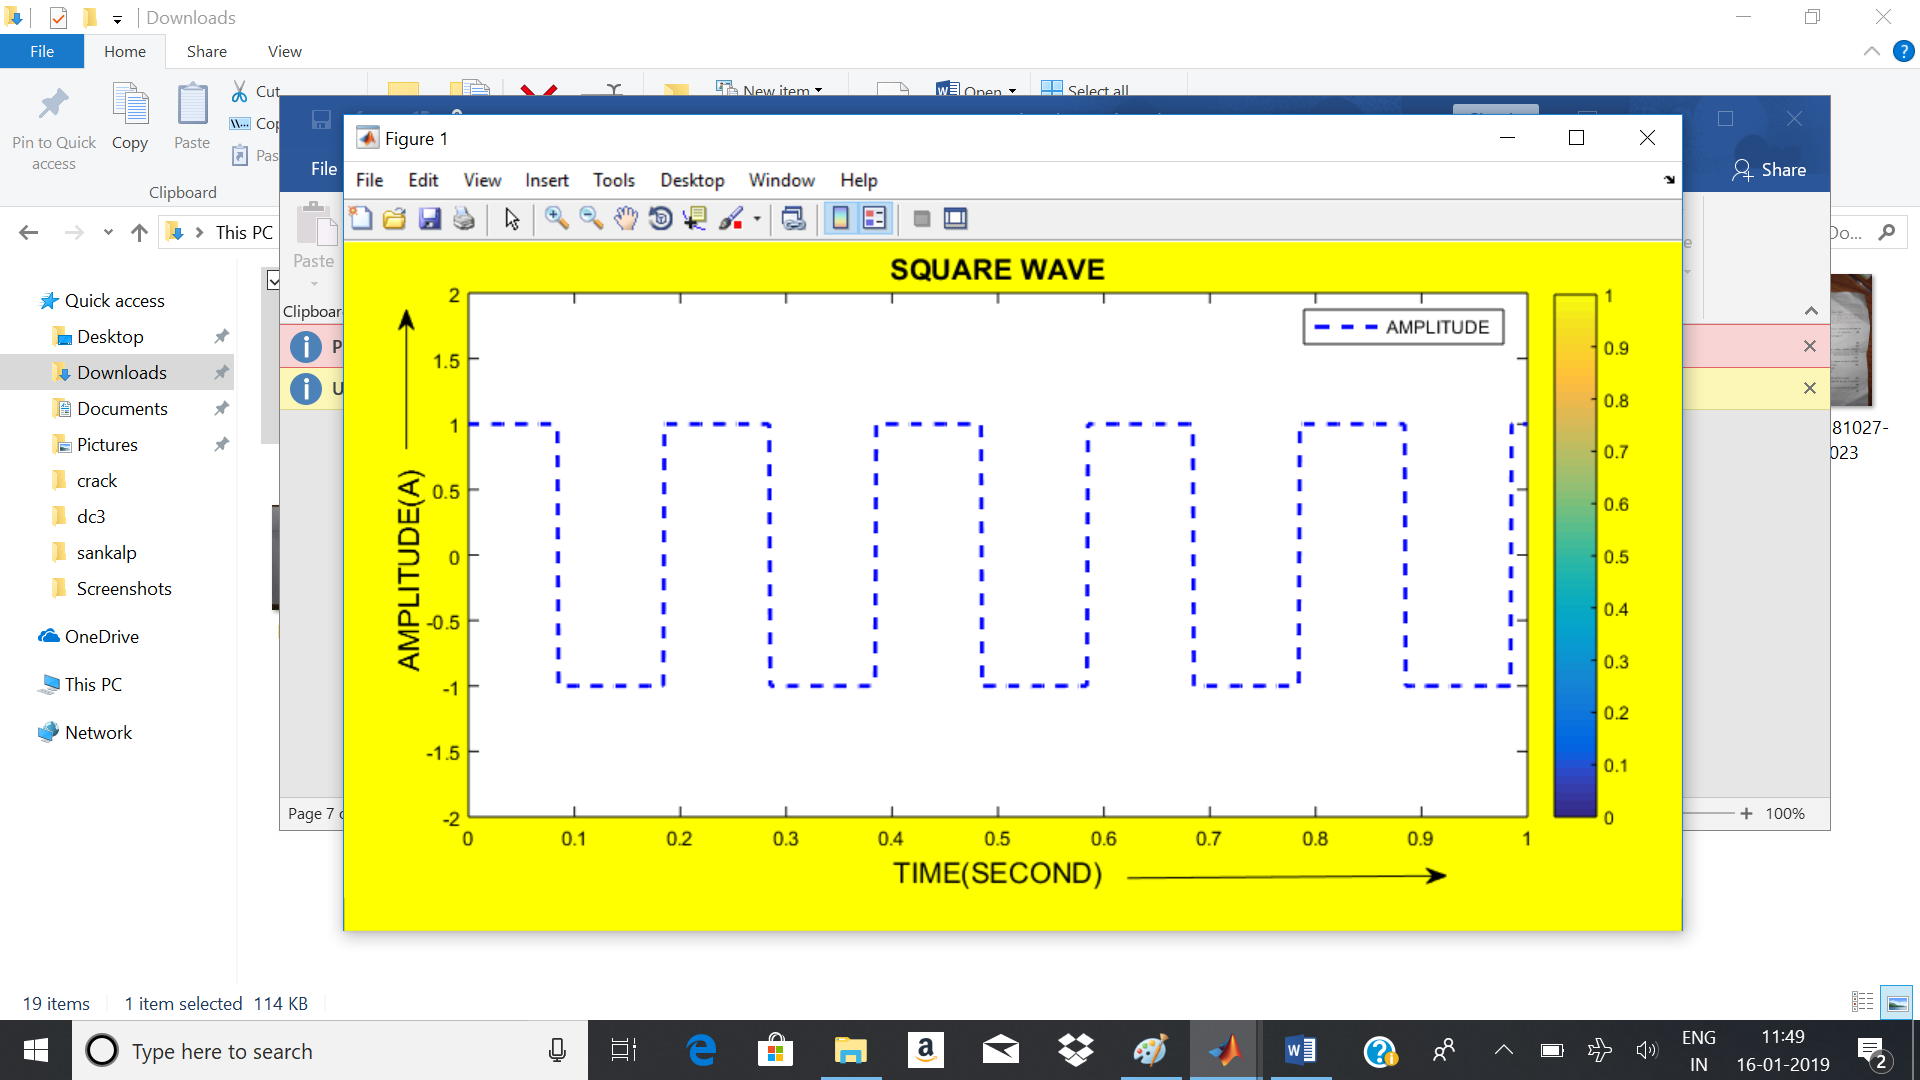 Downloads
File
Home
Share
View
Pin to Quick access
Copy
Paste
Cut
Clipboard
New item
Open
Select all
This PC
Quick access
Desktop
Downloads
Documents
Pictures
crack
dc3
sankalp
Screenshots
OneDrive
This PC
Network
File
Share
Paste
Page 7
100%
81027-
023
Figure 1
File Edit View Insert Tools Desktop Window Help
SQUARE WAVE
AMPLITUDE
AMPLITUDE(A)
2
1.5
1
0.5
0
-0.5
-1
-1.5
-2
0 0.1 0.2 0.3 0.4 0.5 0.6 0.7 0.8 0.9 1
TIME(SECOND)
1
0.9
0.8
0.7
0.6
0.5
0.4
0.3
0.2
0.1
0
19 items 1 item selected 114 KB
Type here to search
ENG
IN
11:49
16-01-2019
2